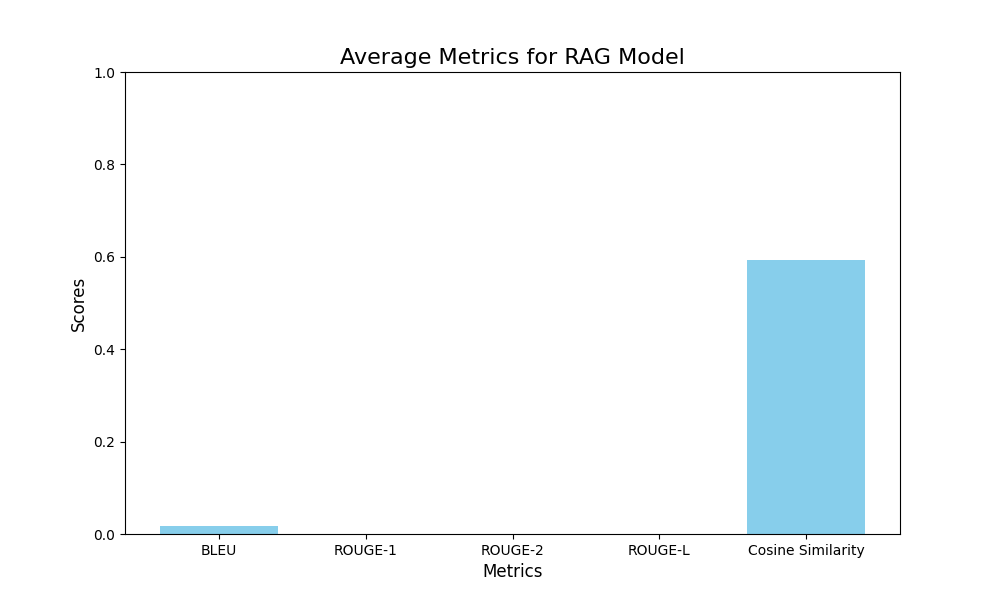 Average Metrics for RAG Model
1.0
0.8
0.6
0.4
0.2
0.0
Scores
BLEU
ROUGE-1
ROUGE-2
ROUGE-L
Cosine Similarity
Metrics